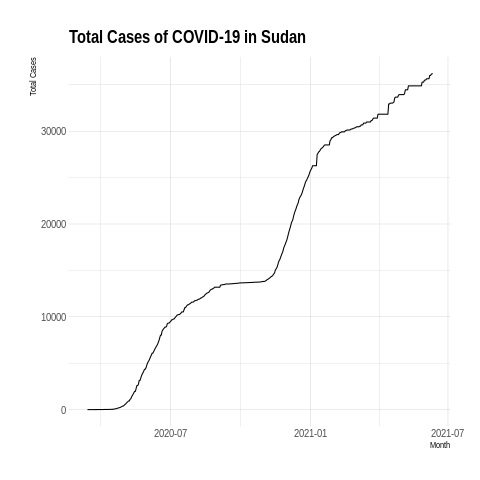 Total Cases of COVID-19 in Sudan
Total Cases
30000
20000
10000
0
2020-07
2021-01
2021-07
Month